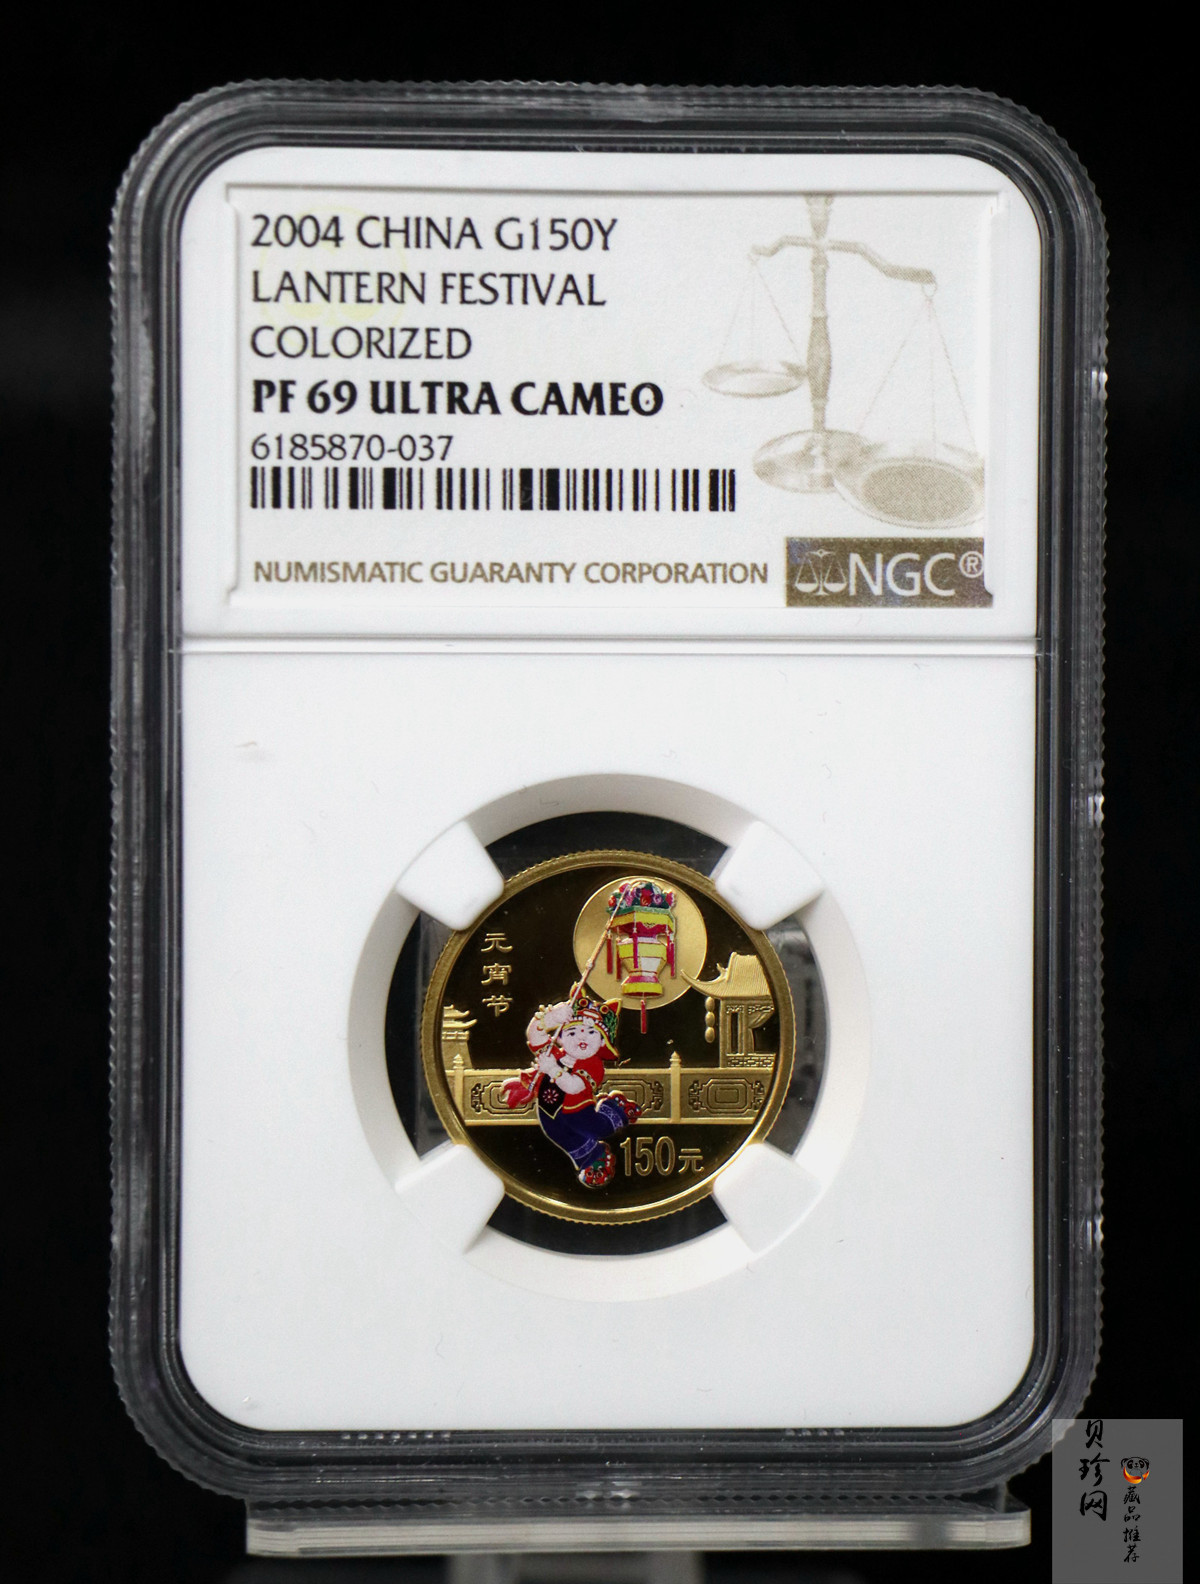 2004 CHINA G150Y
LANTERN FESTIVAL
COLORIZED
PF 69 ULTRA CAMEO
6185870-037
NUMISMATIC GUARANTY CORPORATION
NGC®
元宵节
150元
贝珍网
藏品推荐